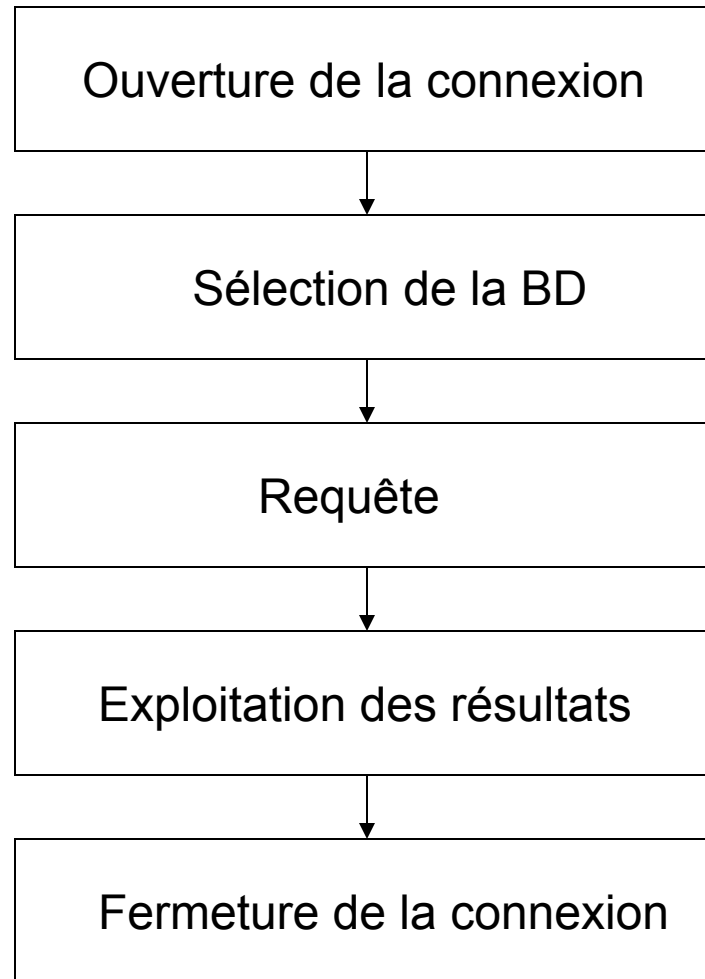 Ouverture de la connexion
Sélection de la BD
Requête
Exploitation des résultats
Fermeture de la connexion